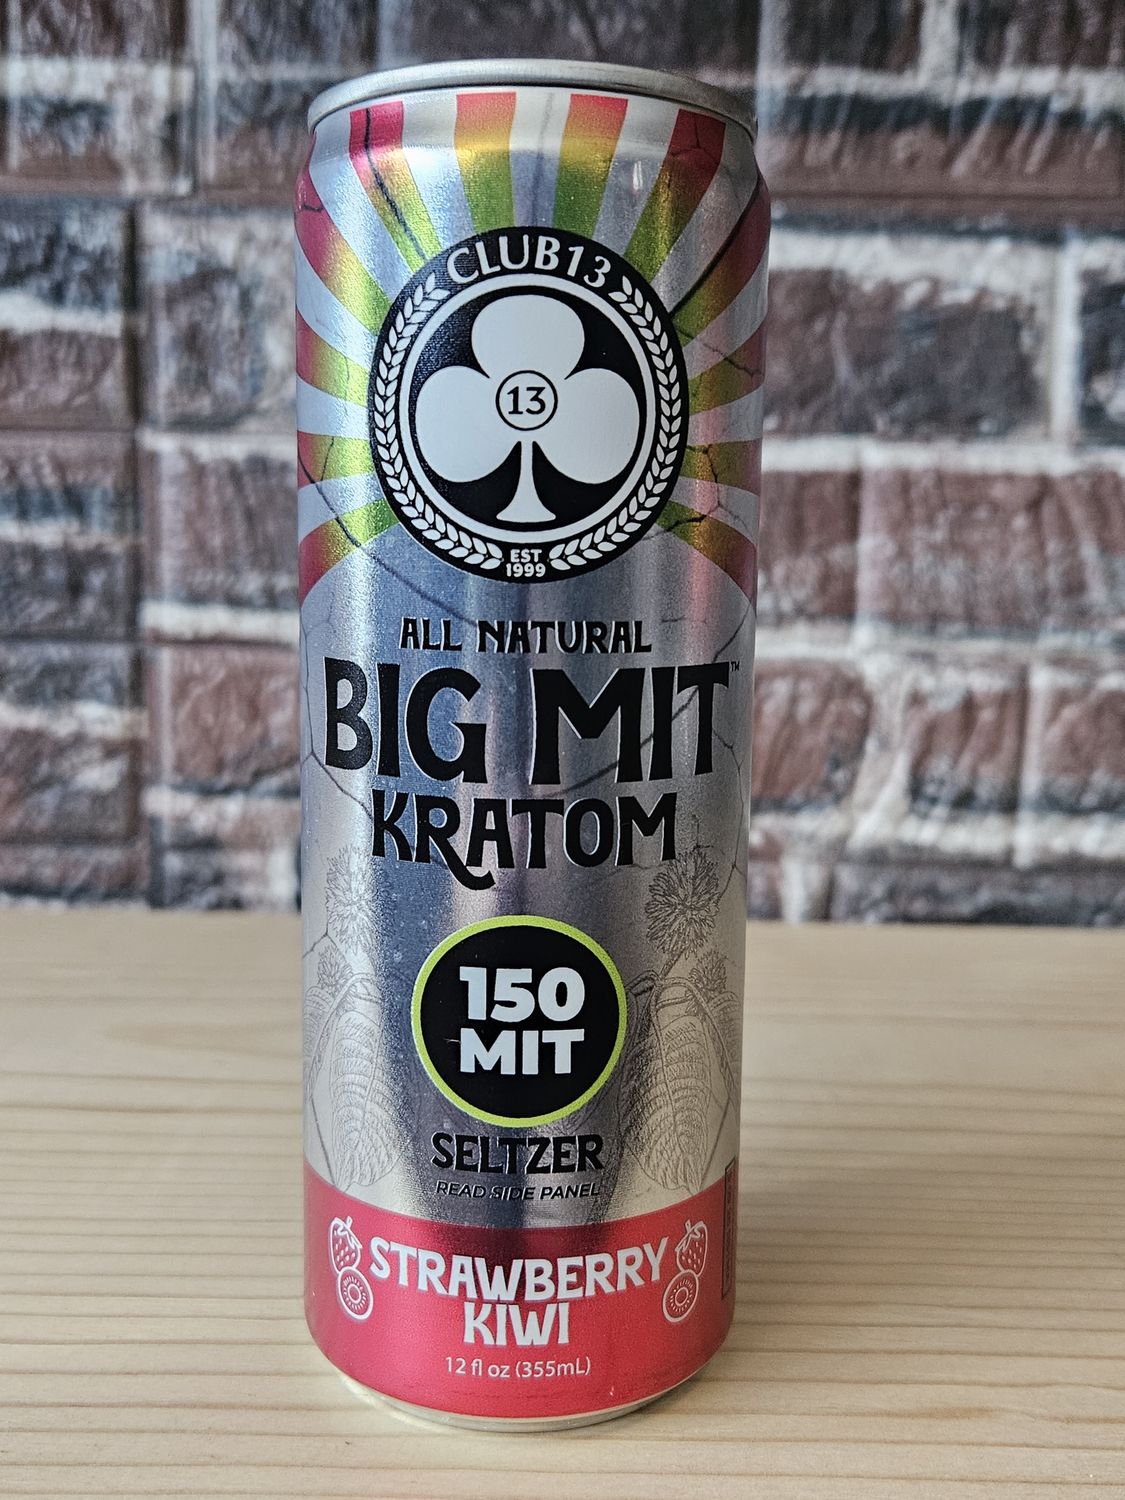 CLUB13
13
EST
1999
ALL NATURAL
BIG MIT™
KRATOM
150
MIT
SELTZER
READ SIDE PANEL
STRAWBERRY
KIWI
12 fl oz (355mL)